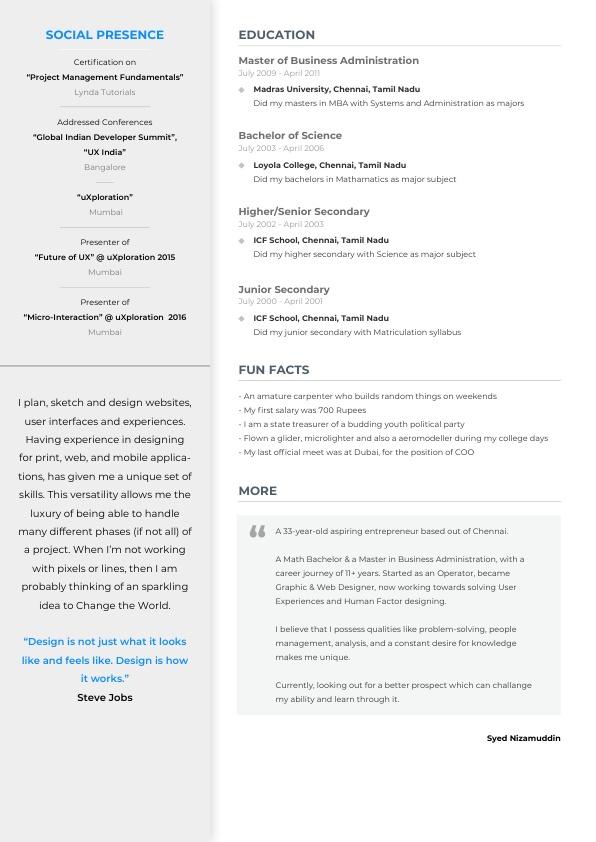 SOCIAL PRESENCE
Certification on
“Project Management Fundamentals”
Lynda Tutorials
Addressed Conferences
“Global Indian Developer Summit”,
“UX India”
Bangalore
“uXploration”
Mumbai
Presenter of
“Future of UX” @ uXploration 2015
Mumbai
Presenter of
“Micro-Interaction” @ uXploration 2016
Mumbai
I plan, sketch and design websites,
user interfaces and experiences.
Having experience in designing
for print, web, and mobile applica-
tions, has given me a unique set of
skills. This versatility allows me the
luxury of being able to handle
many different phases (if not all) of
a project. When I’m not working
with pixels or lines, then I am
probably thinking of an sparkling
idea to Change the World.
“Design is not just what it looks
like and feels like. Design is how
it works.”
Steve Jobs
EDUCATION
Master of Business Administration
July 2009 - April 2011
Madras University, Chennai, Tamil Nadu
Did my masters in MBA with Systems and Administration as majors
Bachelor of Science
July 2003 - April 2006
Loyola College, Chennai, Tamil Nadu
Did my bachelors in Mathamatics as major subject
Higher/Senior Secondary
July 2002 - April 2003
ICF School, Chennai, Tamil Nadu
Did my higher secondary with Science as major subject
Junior Secondary
July 2000 - April 2001
ICF School, Chennai, Tamil Nadu
Did my junior secondary with Matriculation syllabus
FUN FACTS
- An amature carpenter who builds random things on weekends
- My first salary was 700 Rupees
- I am a state treasurer of a budding youth political party
- Flown a glider, microlighter and also a aeromodeller during my college days
- My last official meet was at Dubai, for the position of COO
MORE
“ A 33-year-old aspiring entrepreneur based out of Chennai.
A Math Bachelor & a Master in Business Administration, with a
career journey of 11+ years. Started as an Operator, became
Graphic & Web Designer, now working towards solving User
Experiences and Human Factor designing.
I believe that I possess qualities like problem-solving, people
management, analysis, and a constant desire for knowledge
makes me unique.
Currently, looking out for a better prospect which can challange
my ability and learn through it.
Syed Nizamuddin